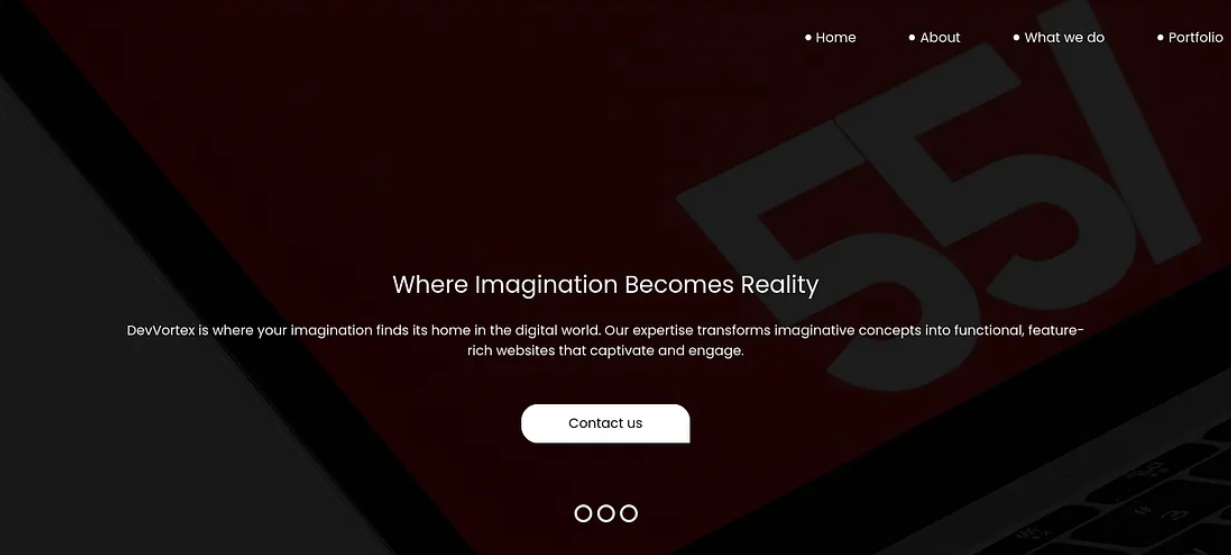 Home About What we do Portfolio
55/
Where Imagination Becomes Reality
DevVortex is where your imagination finds its home in the digital world. Our expertise transforms imaginative concepts into functional, feature-
rich websites that captivate and engage.
Contact us